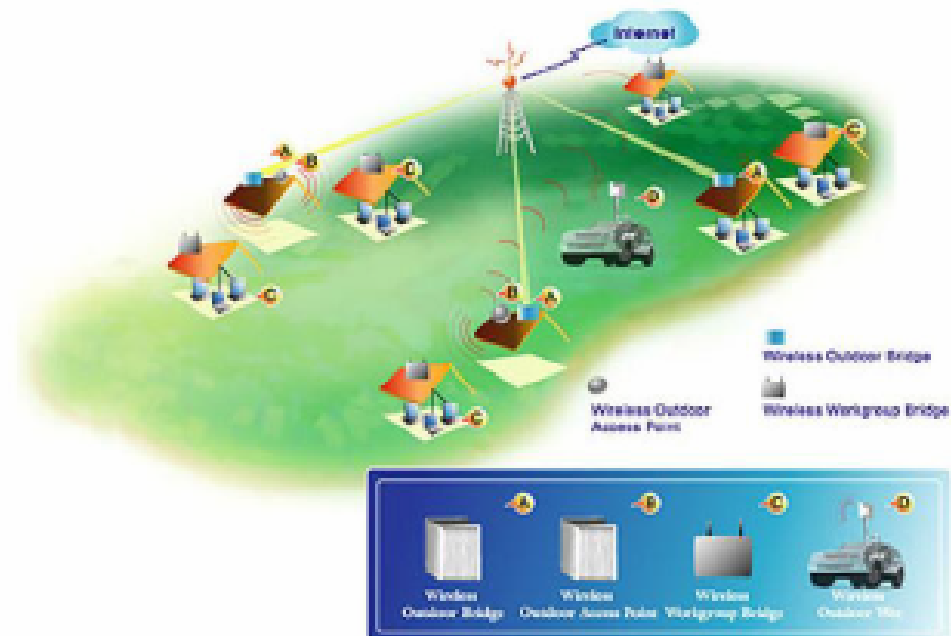 Internet
A
B
C
C
A
D
B
A
C
A
C
Wireless Outdoor Bridge
Wireless Outdoor
Access Point
Wireless Workgroup Bridge
A
B
C
D
Wireless
Outdoor Bridge
Wireless
Outdoor Access Point
Wireless
Workgroup Bridge
Wireless
Outdoor